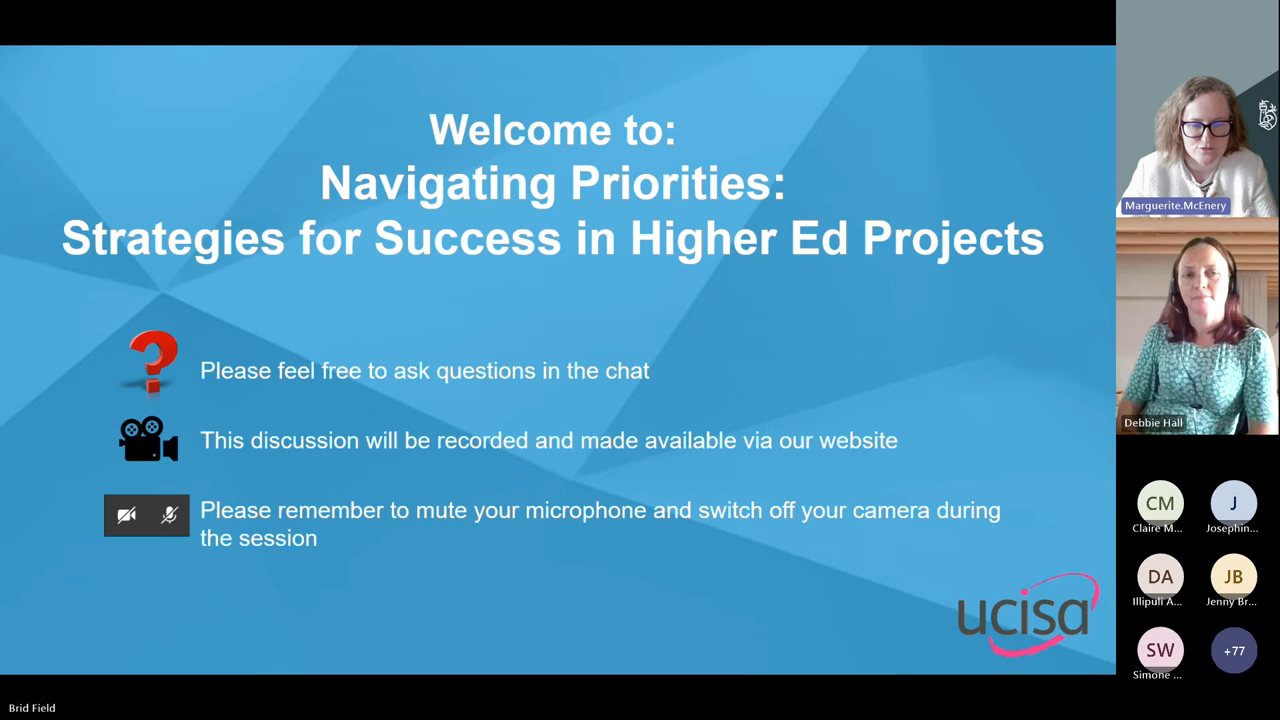 Welcome to:
Navigating Priorities:
Strategies for Success in Higher Ed Projects
Please feel free to ask questions in the chat
This discussion will be recorded and made available via our website
Please remember to mute your microphone and switch off your camera during
the session
ucisa
Marguerite.McEnery
Debbie Hall
CM
Claire M...
J
Josephin...
DA
Illipuli A...
JB
Jenny Br...
SW
Simone ...
+77
Brid Field